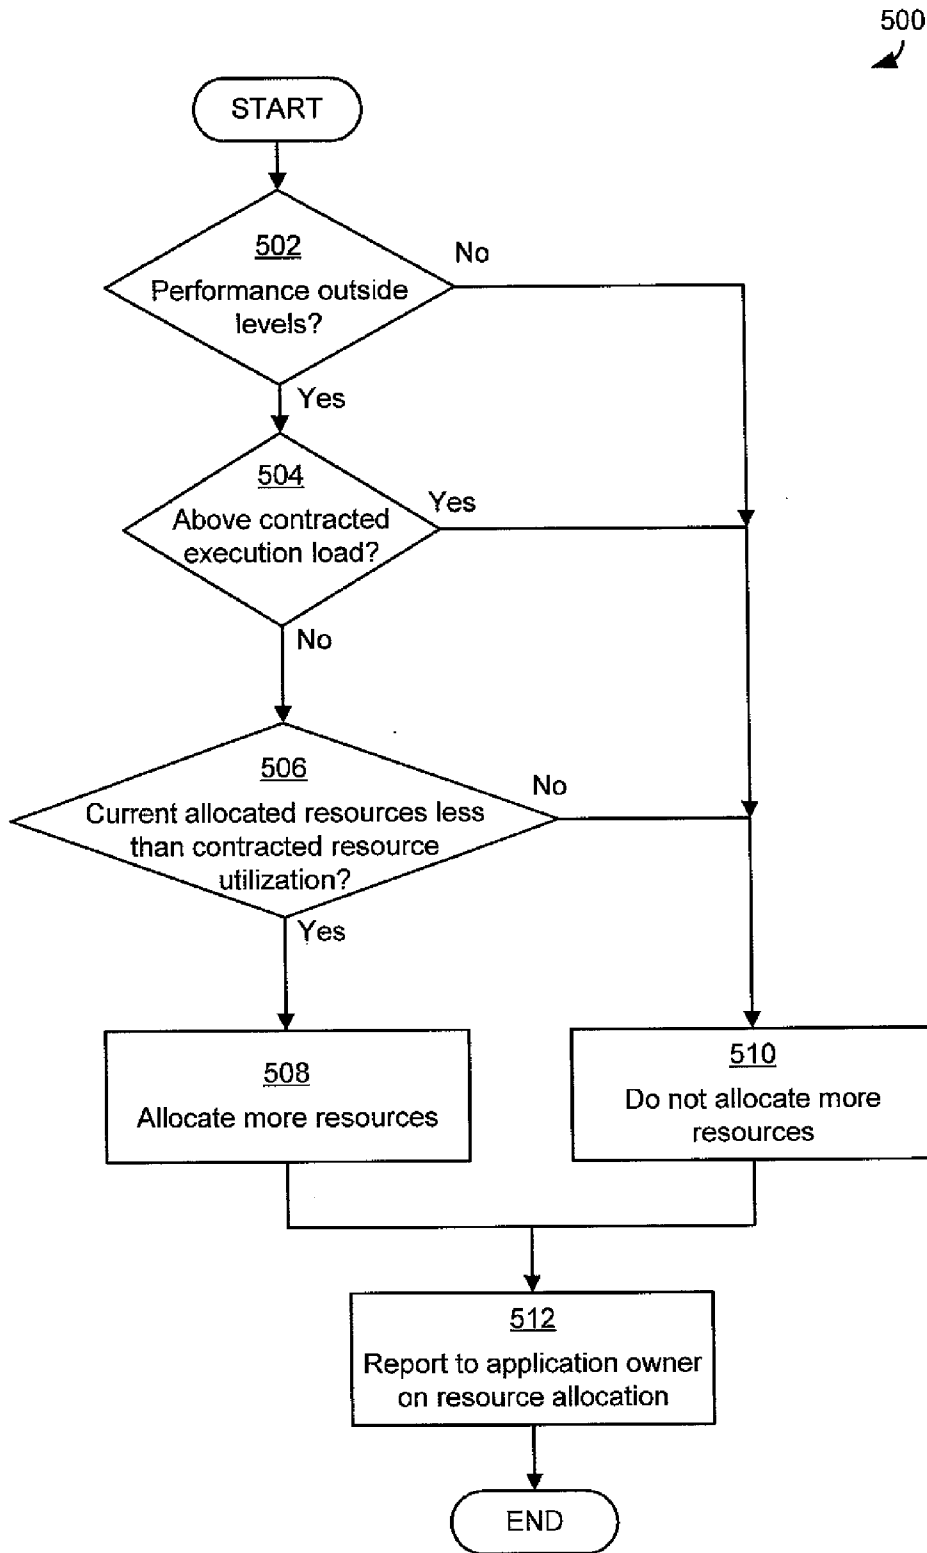 500
START
502
Performance outside
levels?
No
Yes
504
Above contracted
execution load?
Yes
No
506
Current allocated resources less
than contracted resource
utilization?
No
Yes
508
Allocate more resources
510
Do not allocate more
resources
512
Report to application owner
on resource allocation
END